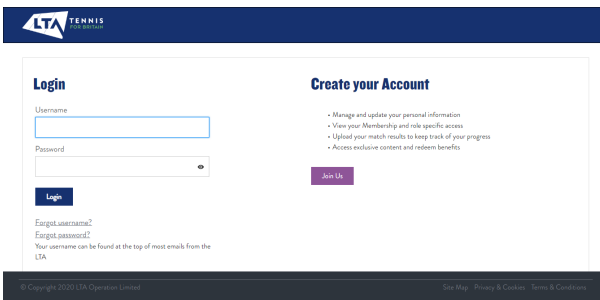 LTA TENNIS
FOR BRITAIN
Login
Username
Password
Login
Forgot username?
Forgot password?
Your username can be found at the top of most emails from the
LTA
Create your Account
• Manage and update your personal information
• View your Membership and role specific access
• Upload your match results to keep track of your progress
• Access exclusive content and redeem benefits
Join Us
© Copyright 2020 LTA Operation Limited
Site Map Privacy & Cookies Terms & Conditions